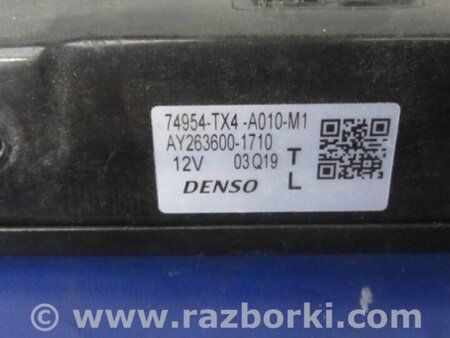 74954-TX4-A010-M1
AY263600-1710
12V 03Q19 T
DENSO L
www.razborki.com